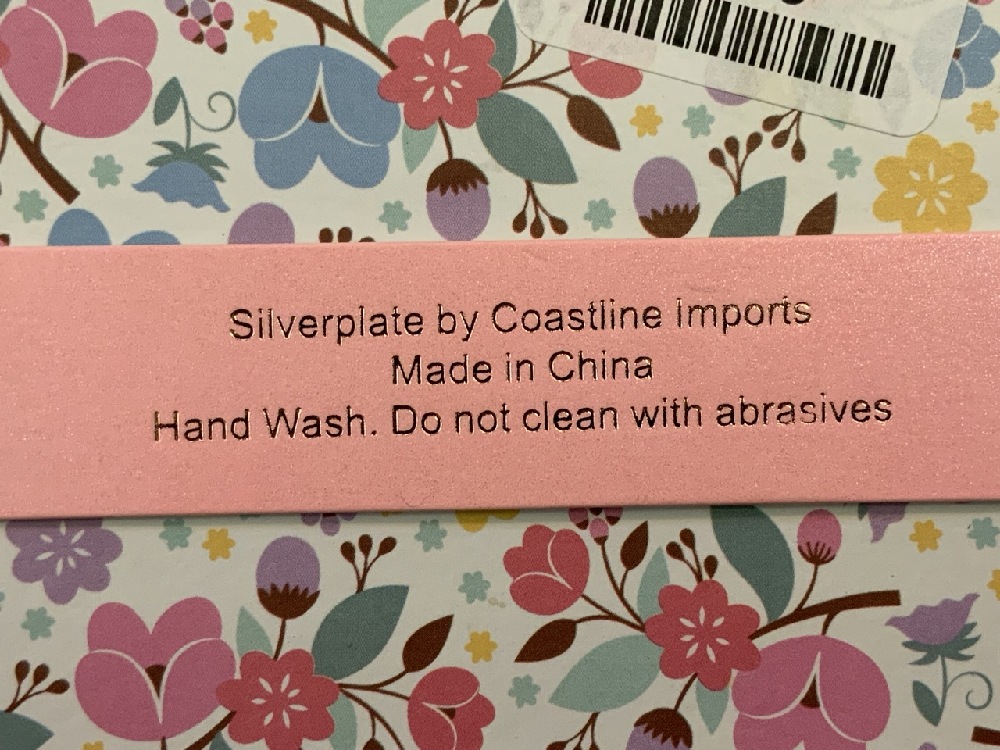 Silverplate by Coastline Imports
Made in China
Hand Wash. Do not clean with abrasives